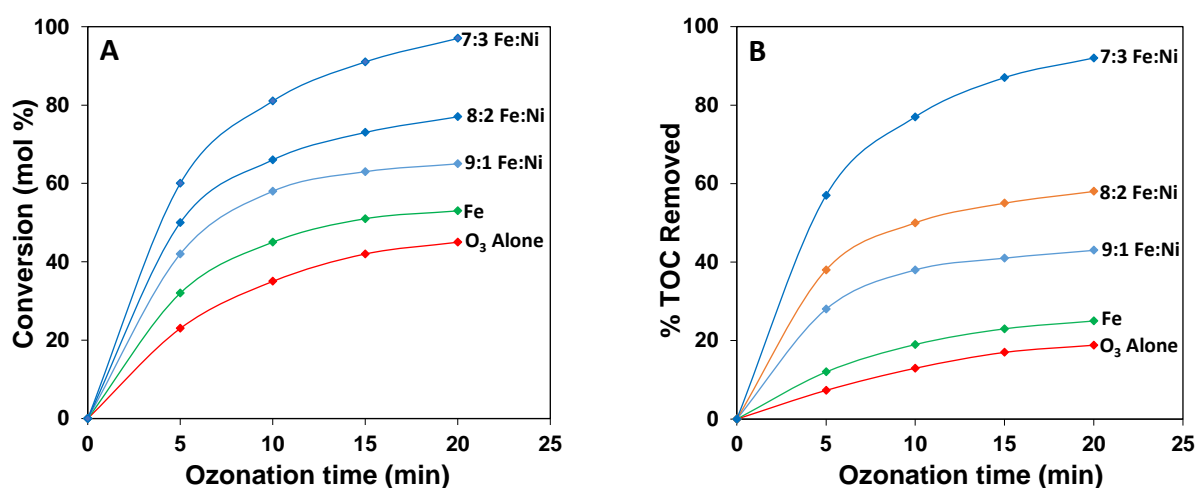 A
Conversion (mol %)
100
80
60
40
20
0
0 5 10 15 20 25
Ozonation time (min)
7:3 Fe:Ni
8:2 Fe:Ni
9:1 Fe:Ni
Fe
O₃ Alone
B
% TOC Removed
100
80
60
40
20
0
0 5 10 15 20 25
Ozonation time (min)
7:3 Fe:Ni
8:2 Fe:Ni
9:1 Fe:Ni
Fe
O₃ Alone